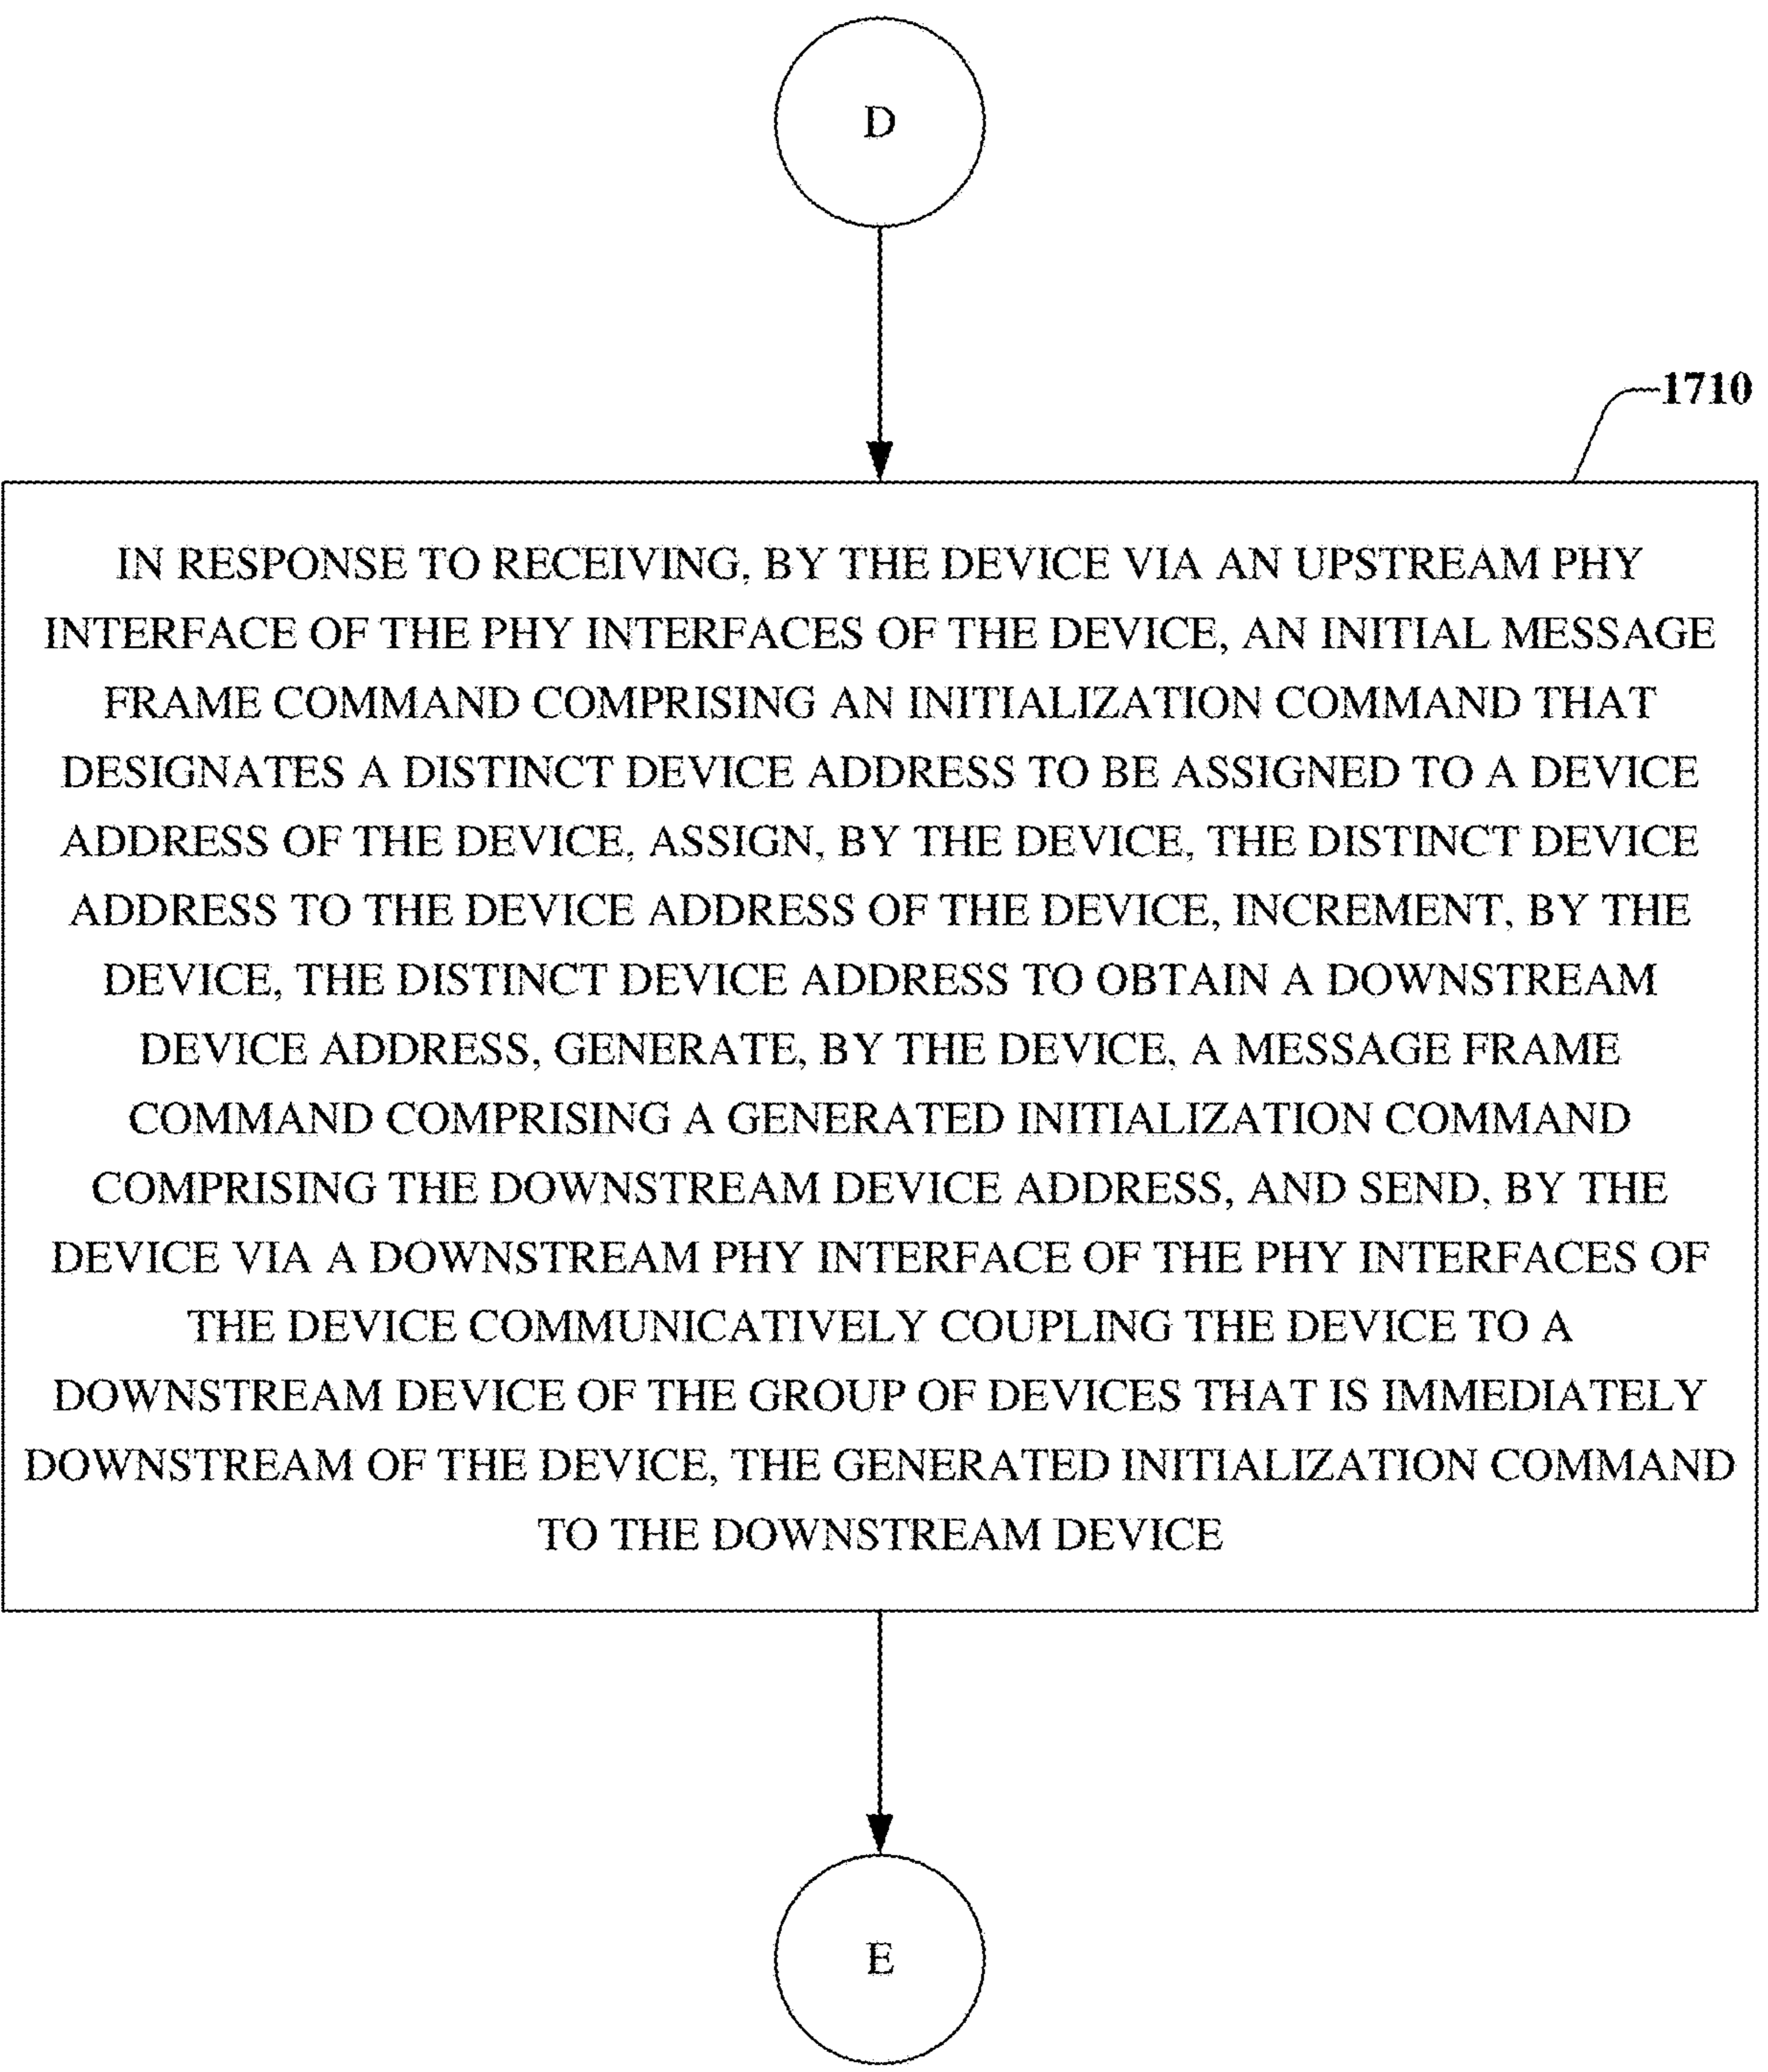 D
1710
IN RESPONSE TO RECEIVING, BY THE DEVICE VIA AN UPSTREAM PHY
INTERFACE OF THE PHY INTERFACES OF THE DEVICE, AN INITIAL MESSAGE
FRAME COMMAND COMPRISING AN INITIALIZATION COMMAND THAT
DESIGNATES A DISTINCT DEVICE ADDRESS TO BE ASSIGNED TO A DEVICE
ADDRESS OF THE DEVICE, ASSIGN, BY THE DEVICE, THE DISTINCT DEVICE
ADDRESS TO THE DEVICE ADDRESS OF THE DEVICE, INCREMENT, BY THE
DEVICE, THE DISTINCT DEVICE ADDRESS TO OBTAIN A DOWNSTREAM
DEVICE ADDRESS, GENERATE, BY THE DEVICE, A MESSAGE FRAME
COMMAND COMPRISING A GENERATED INITIALIZATION COMMAND
COMPRISING THE DOWNSTREAM DEVICE ADDRESS, AND SEND, BY THE
DEVICE VIA A DOWNSTREAM PHY INTERFACE OF THE PHY INTERFACES OF
THE DEVICE COMMUNICATIVELY COUPLING THE DEVICE TO A
DOWNSTREAM DEVICE OF THE GROUP OF DEVICES THAT IS IMMEDIATELY
DOWNSTREAM OF THE DEVICE, THE GENERATED INITIALIZATION COMMAND
TO THE DOWNSTREAM DEVICE
E